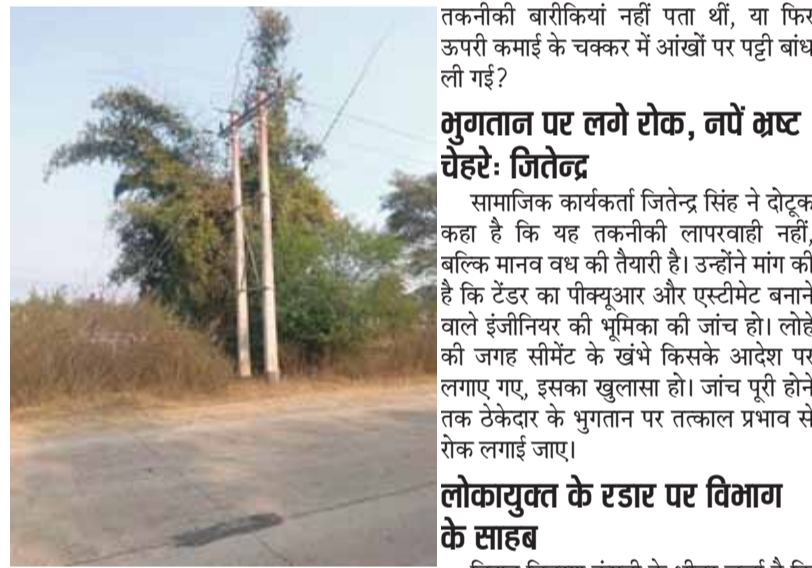 तकनीकी बारीकियां नहीं पता थीं, या फिर
ऊपरी कमाई के चक्कर में आंखों पर पट्टी बांध
ली गई?
भुगतान पर लगे रोक, नपें भ्रष्ट
चेहरेः जितेन्द्र
सामाजिक कार्यकर्ता जितेन्द्र सिंह ने दोटूक
कहा है कि यह तकनीकी लापरवाही नहीं,
बल्कि मानव वध की तैयारी है। उन्होंने मांग की
है कि टेंडर का पीक्यूआर और एस्टीमेट बनाने
वाले इंजीनियर की भूमिका की जांच हो। लोहे
की जगह सीमेंट के खंभे किसके आदेश पर
लगाए गए, इसका खुलासा हो। जांच पूरी होने
तक ठेकेदार के भुगतान पर तत्काल प्रभाव से
रोक लगाई जाए।
लोकायुक्त के रडार पर विभाग
के साहब